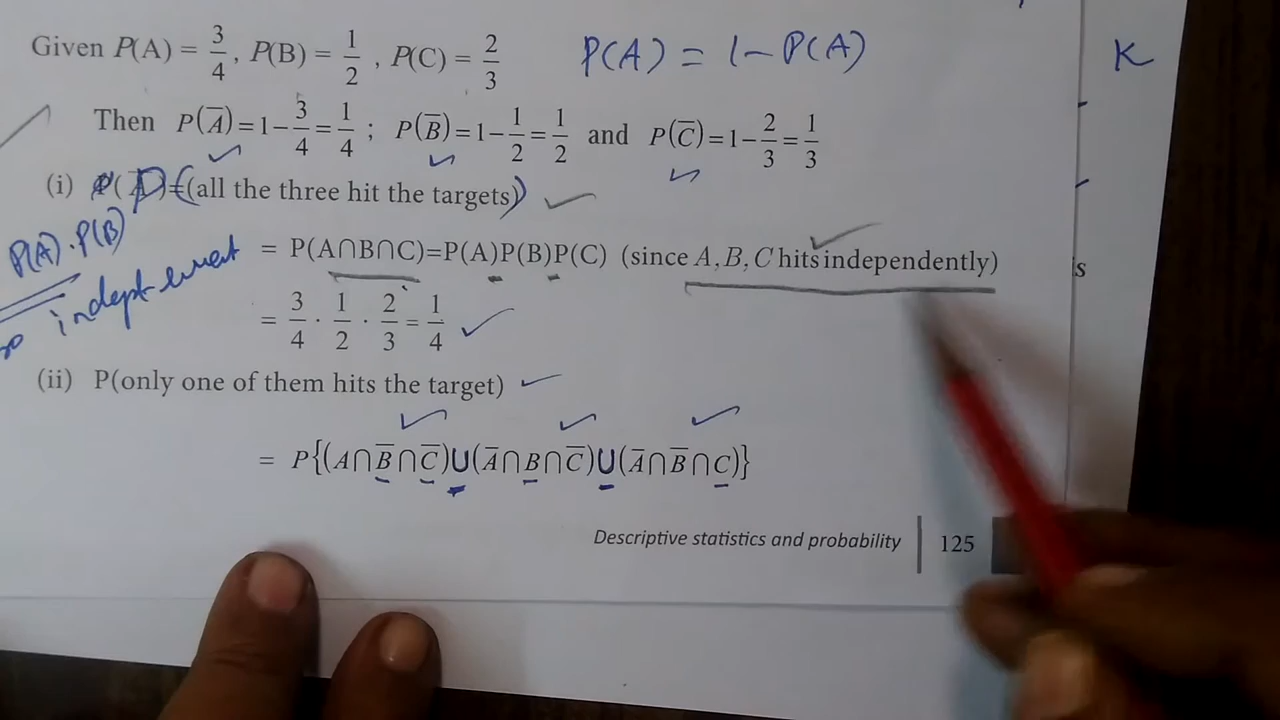 Given P(A) = 3/4, P(B) = 1/2, P(C) = 2/3 P(A) = 1 - P(A) K
Then P(A̅) = 1 - 3/4 = 1/4 ; P(B̅) = 1 - 1/2 = 1/2 and P(C̅) = 1 - 2/3 = 1/3
(i) P(all the three hit the targets)
P(A).P(B)
indept event
= P(A∩B∩C)=P(A)P(B)P(C) (since A, B, C hits independently)
s
= 3/4 . 1/2 . 2/3 = 1/4
(ii) P(only one of them hits the target)
= P{(A∩B̅∩C̅)∪(A̅∩B∩C̅)∪(A̅∩B̅∩C)}
Descriptive statistics and probability 125